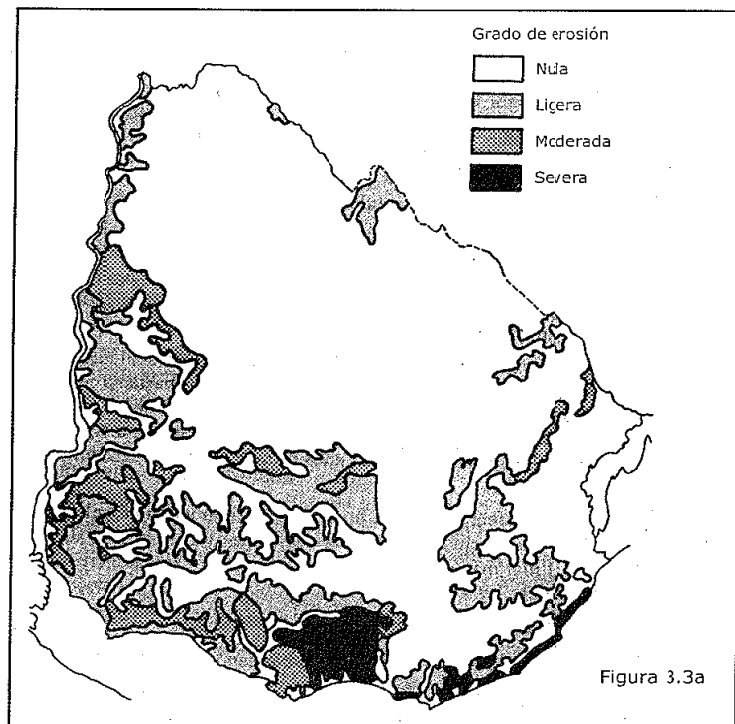 Grado de erosión
Nula
Ligera
Moderada
Severa
Figura 3.3a